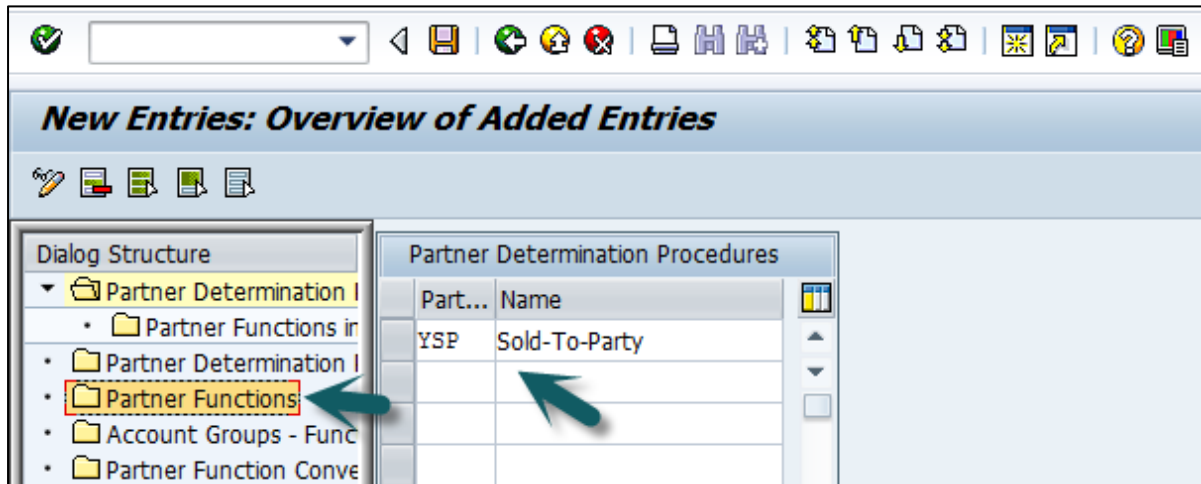 New Entries: Overview of Added Entries
Dialog Structure
Partner Determination
Partner Functions in
Partner Determination
Partner Functions
Account Groups - Func
Partner Function Conve
Partner Determination Procedures
Part... Name
YSP Sold-To-Party